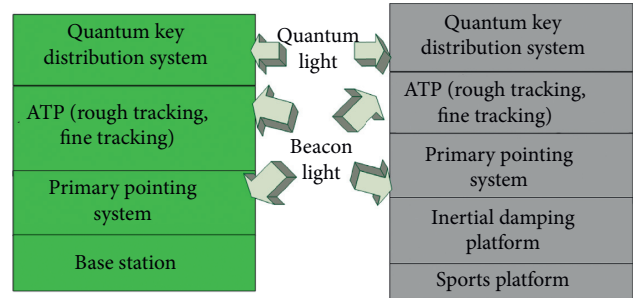 Quantum key
distribution system
ATP (rough tracking,
fine tracking)
Primary pointing
system
Base station
Quantum
light
Beacon
light
Quantum key
distribution system
ATP (rough tracking,
fine tracking)
Primary pointing
system
Inertial damping
platform
Sports platform